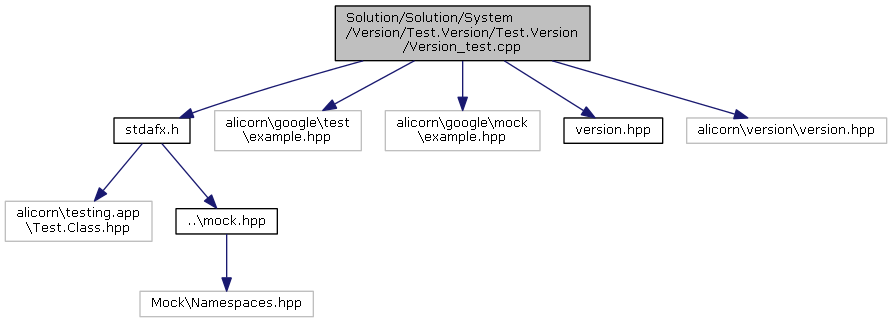 Solution/Solution/System
/Version/Test.Version/Test.Version
/Version_test.cpp
stdafx.h
alicorn\google\test
\example.hpp
alicorn\google\mock
\example.hpp
version.hpp
alicorn\version\version.hpp
alicorn\testing.app
\Test.Class.hpp
..\mock.hpp
Mock\Namespaces.hpp